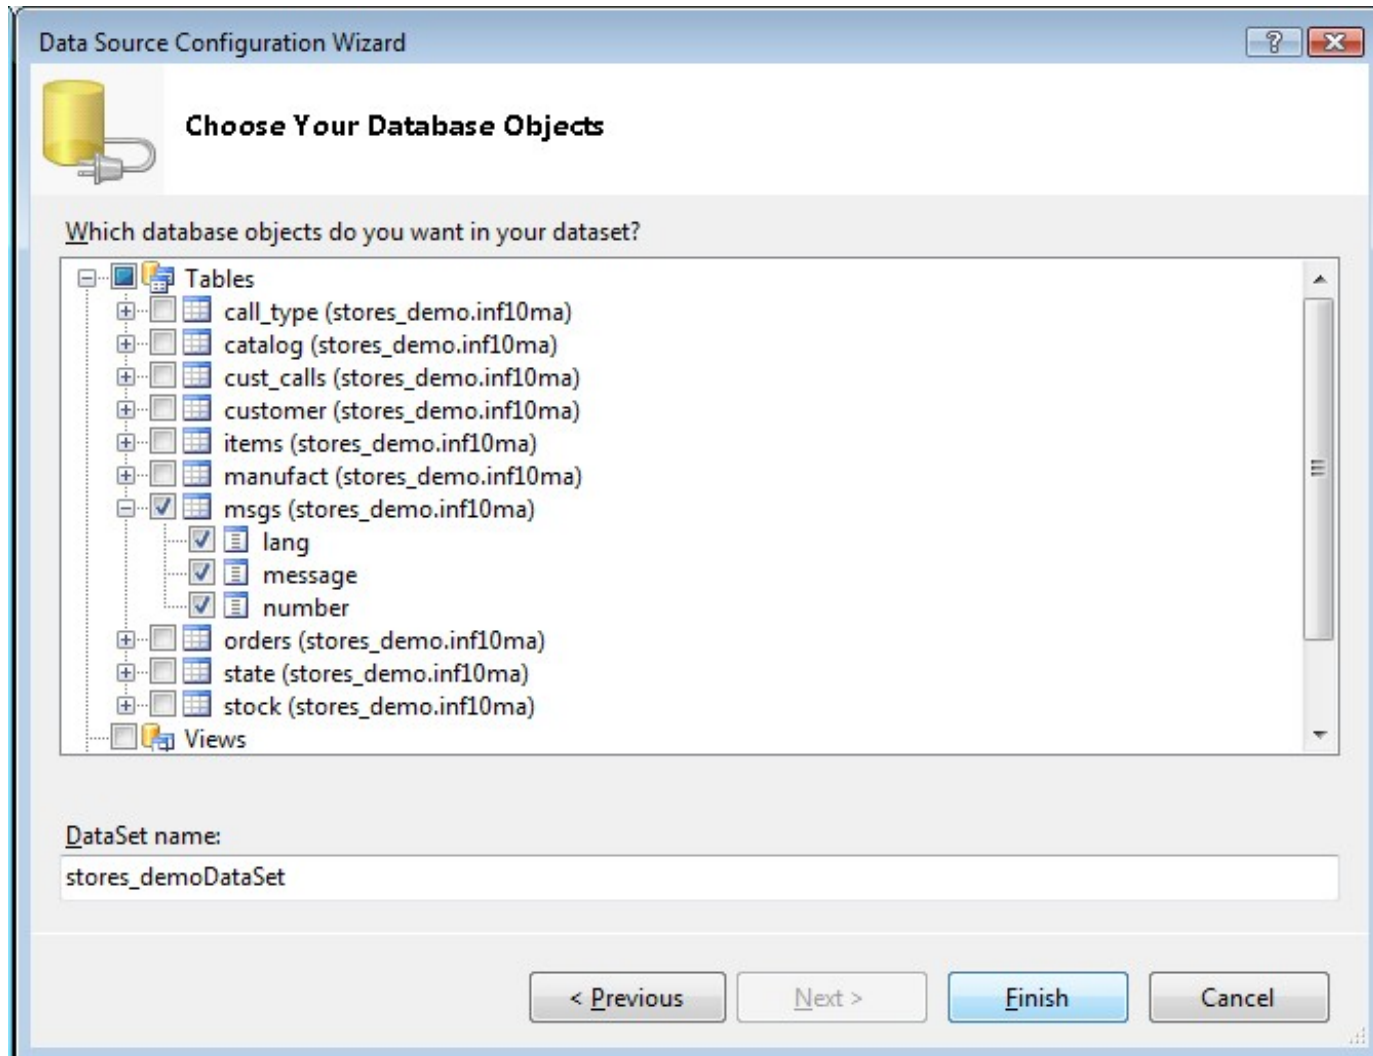 Data Source Configuration Wizard
Choose Your Database Objects
Which database objects do you want in your dataset?
Tables
call_type (stores_demo.inf10ma)
catalog (stores_demo.inf10ma)
cust_calls (stores_demo.inf10ma)
customer (stores_demo.inf10ma)
items (stores_demo.inf10ma)
manufact (stores_demo.inf10ma)
msgs (stores_demo.inf10ma)
lang
message
number
orders (stores_demo.inf10ma)
state (stores_demo.inf10ma)
stock (stores_demo.inf10ma)
Views
DataSet name:
stores_demoDataSet
< Previous Next > Finish Cancel